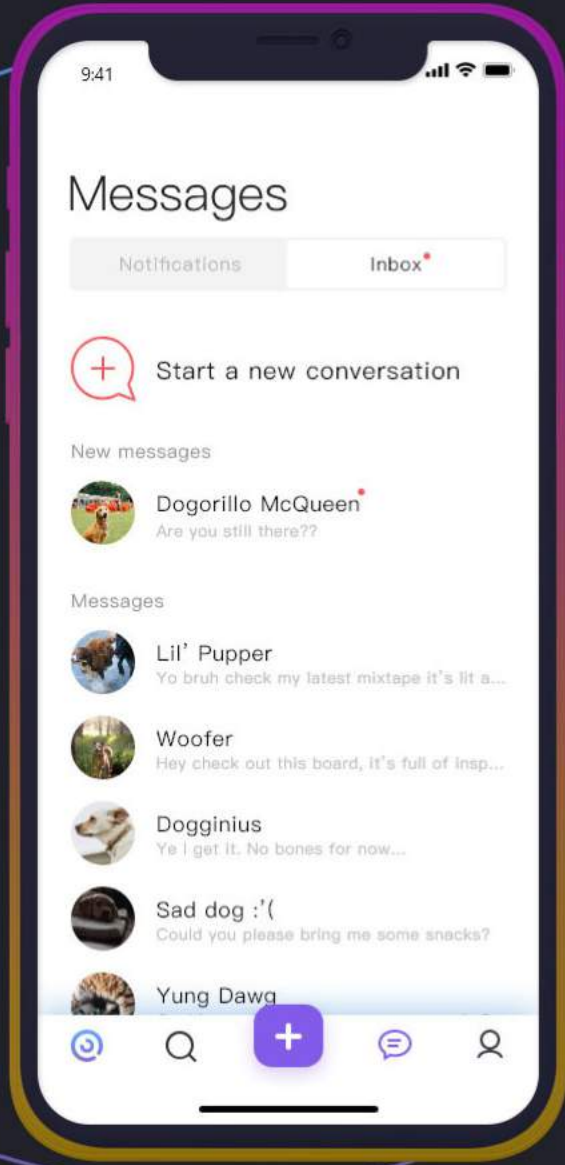 9:41
Messages
Notifications
Inbox
Start a new conversation
New messages
Dogorillo McQueen
Are you still there??
Messages
Lil' Pupper
Yo bruh check my latest mixtape it's lit a...
Woofer
Hey check out this board, it's full of insp...
Dogginius
Ye I get it. No bones for now...
Sad dog :'(
Could you please bring me some snacks?
Yung Dawg